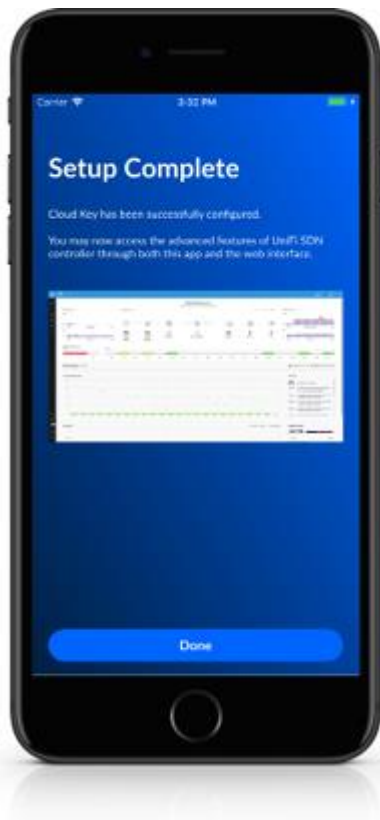 Carrier 3:32 PM
Setup Complete
Cloud Key has been successfully configured.
You may now access the advanced features of UniFi SDN
controller through both this app and the web interface.
Done